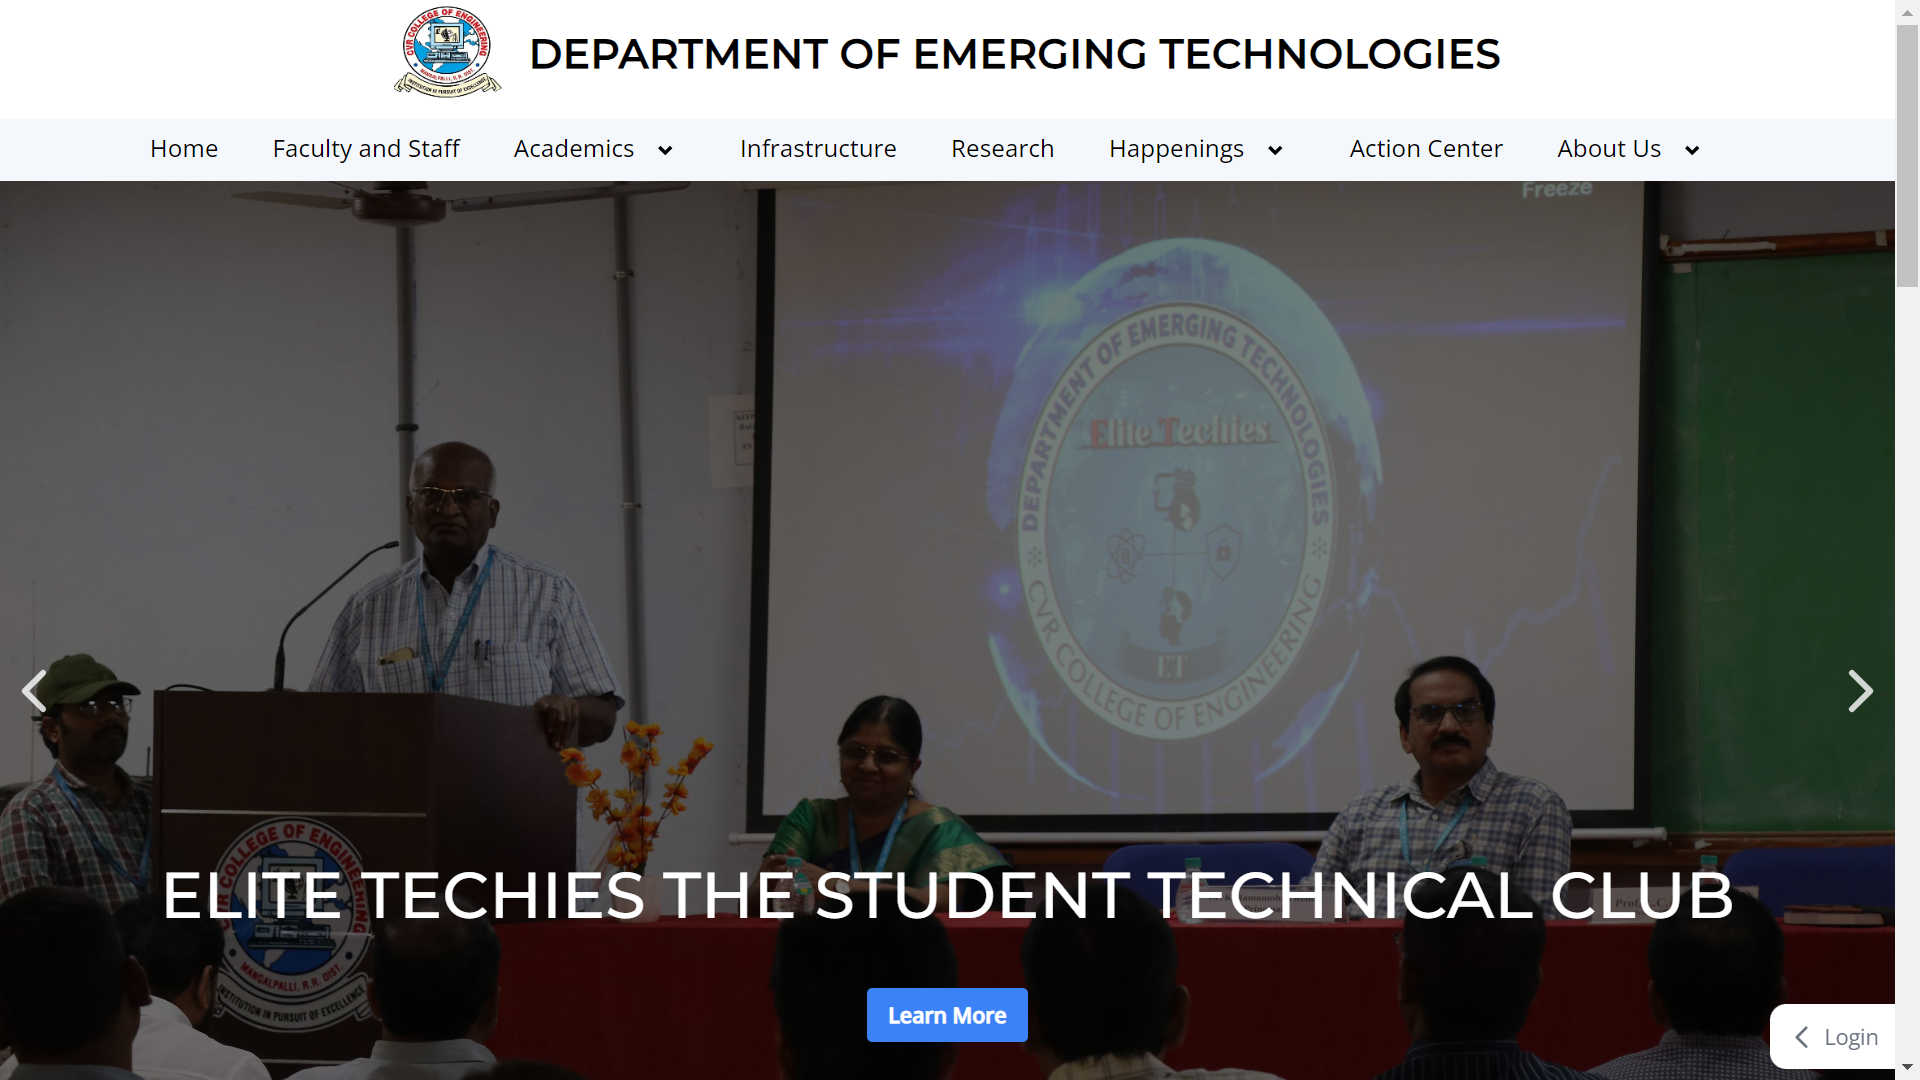 CVR COLLEGE OF ENGINEERING
MANGALPALLI, R.R. DIST.
INSTITUTION IN PURSUIT OF EXCELLENCE
DEPARTMENT OF EMERGING TECHNOLOGIES
Home
Faculty and Staff
Academics
Infrastructure
Research
Happenings
Action Center
About Us
Freeze
DEPARTMENT OF EMERGING TECHNOLOGIES
Elite Techies
ET
CVR COLLEGE OF ENGINEERING
COLLEGE OF ENGINEERING
MANGALPALLI, R.R. DIST.
INSTITUTION IN PURSUIT OF EXCELLENCE
ELITE TECHIES THE STUDENT TECHNICAL CLUB
Learn More
Login